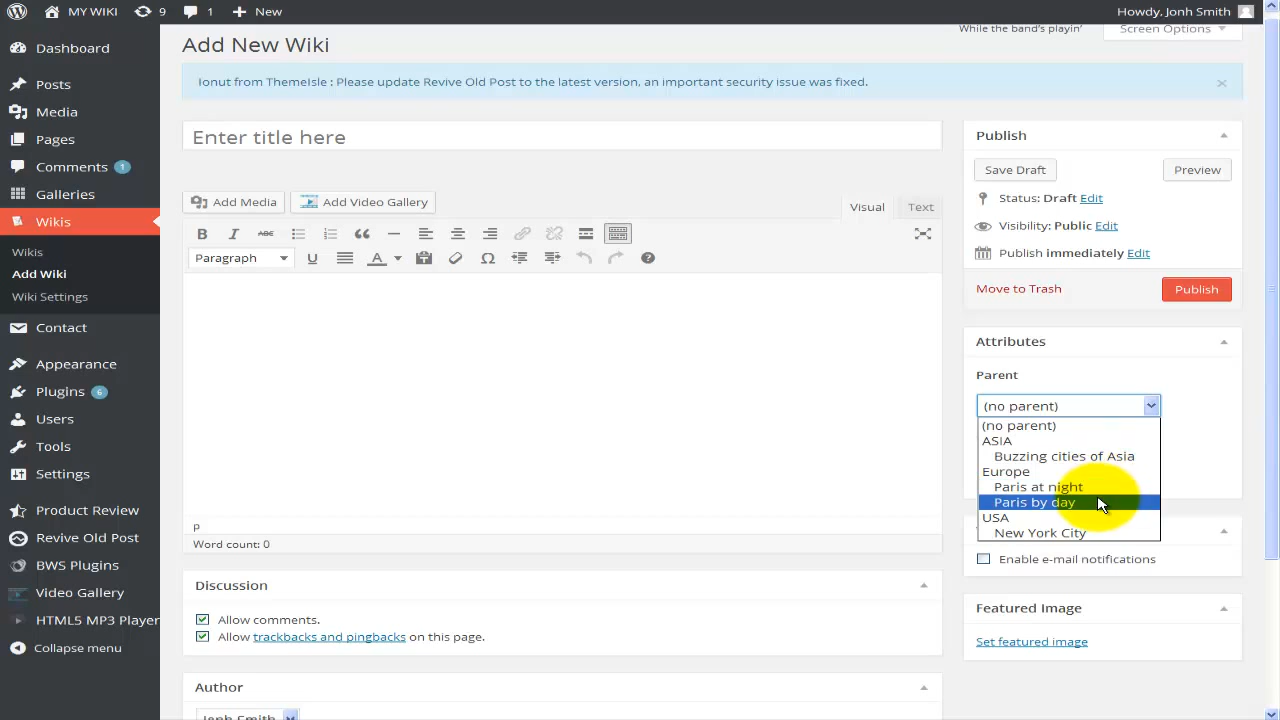 MY WIKI 9 1 New Howdy, Jonh Smith
While the band's playin' Screen Options
Dashboard
Posts
Media
Pages
Comments 1
Galleries
Wikis
Wikis
Add Wiki
Wiki Settings
Contact
Appearance
Plugins 6
Users
Tools
Settings
Product Review
Revive Old Post
BWS Plugins
Video Gallery
HTML5 MP3 Player
Collapse menu
Add New Wiki
Ionut from ThemeIsle : Please update Revive Old Post to the latest version, an important security issue was fixed.
Enter title here
Add Media Add Video Gallery
Visual Text
B I ABC
Paragraph U A
p
Word count: 0
Discussion
Allow comments.
Allow trackbacks and pingbacks on this page.
Author
Jonh Smith
Publish
Save Draft Preview
Status: Draft Edit
Visibility: Public Edit
Publish immediately Edit
Move to Trash Publish
Attributes
Parent
(no parent)
(no parent)
ASIA
Buzzing cities of Asia
Europe
Paris at night
Paris by day
USA
New York City
Enable e-mail notifications
Featured Image
Set featured image